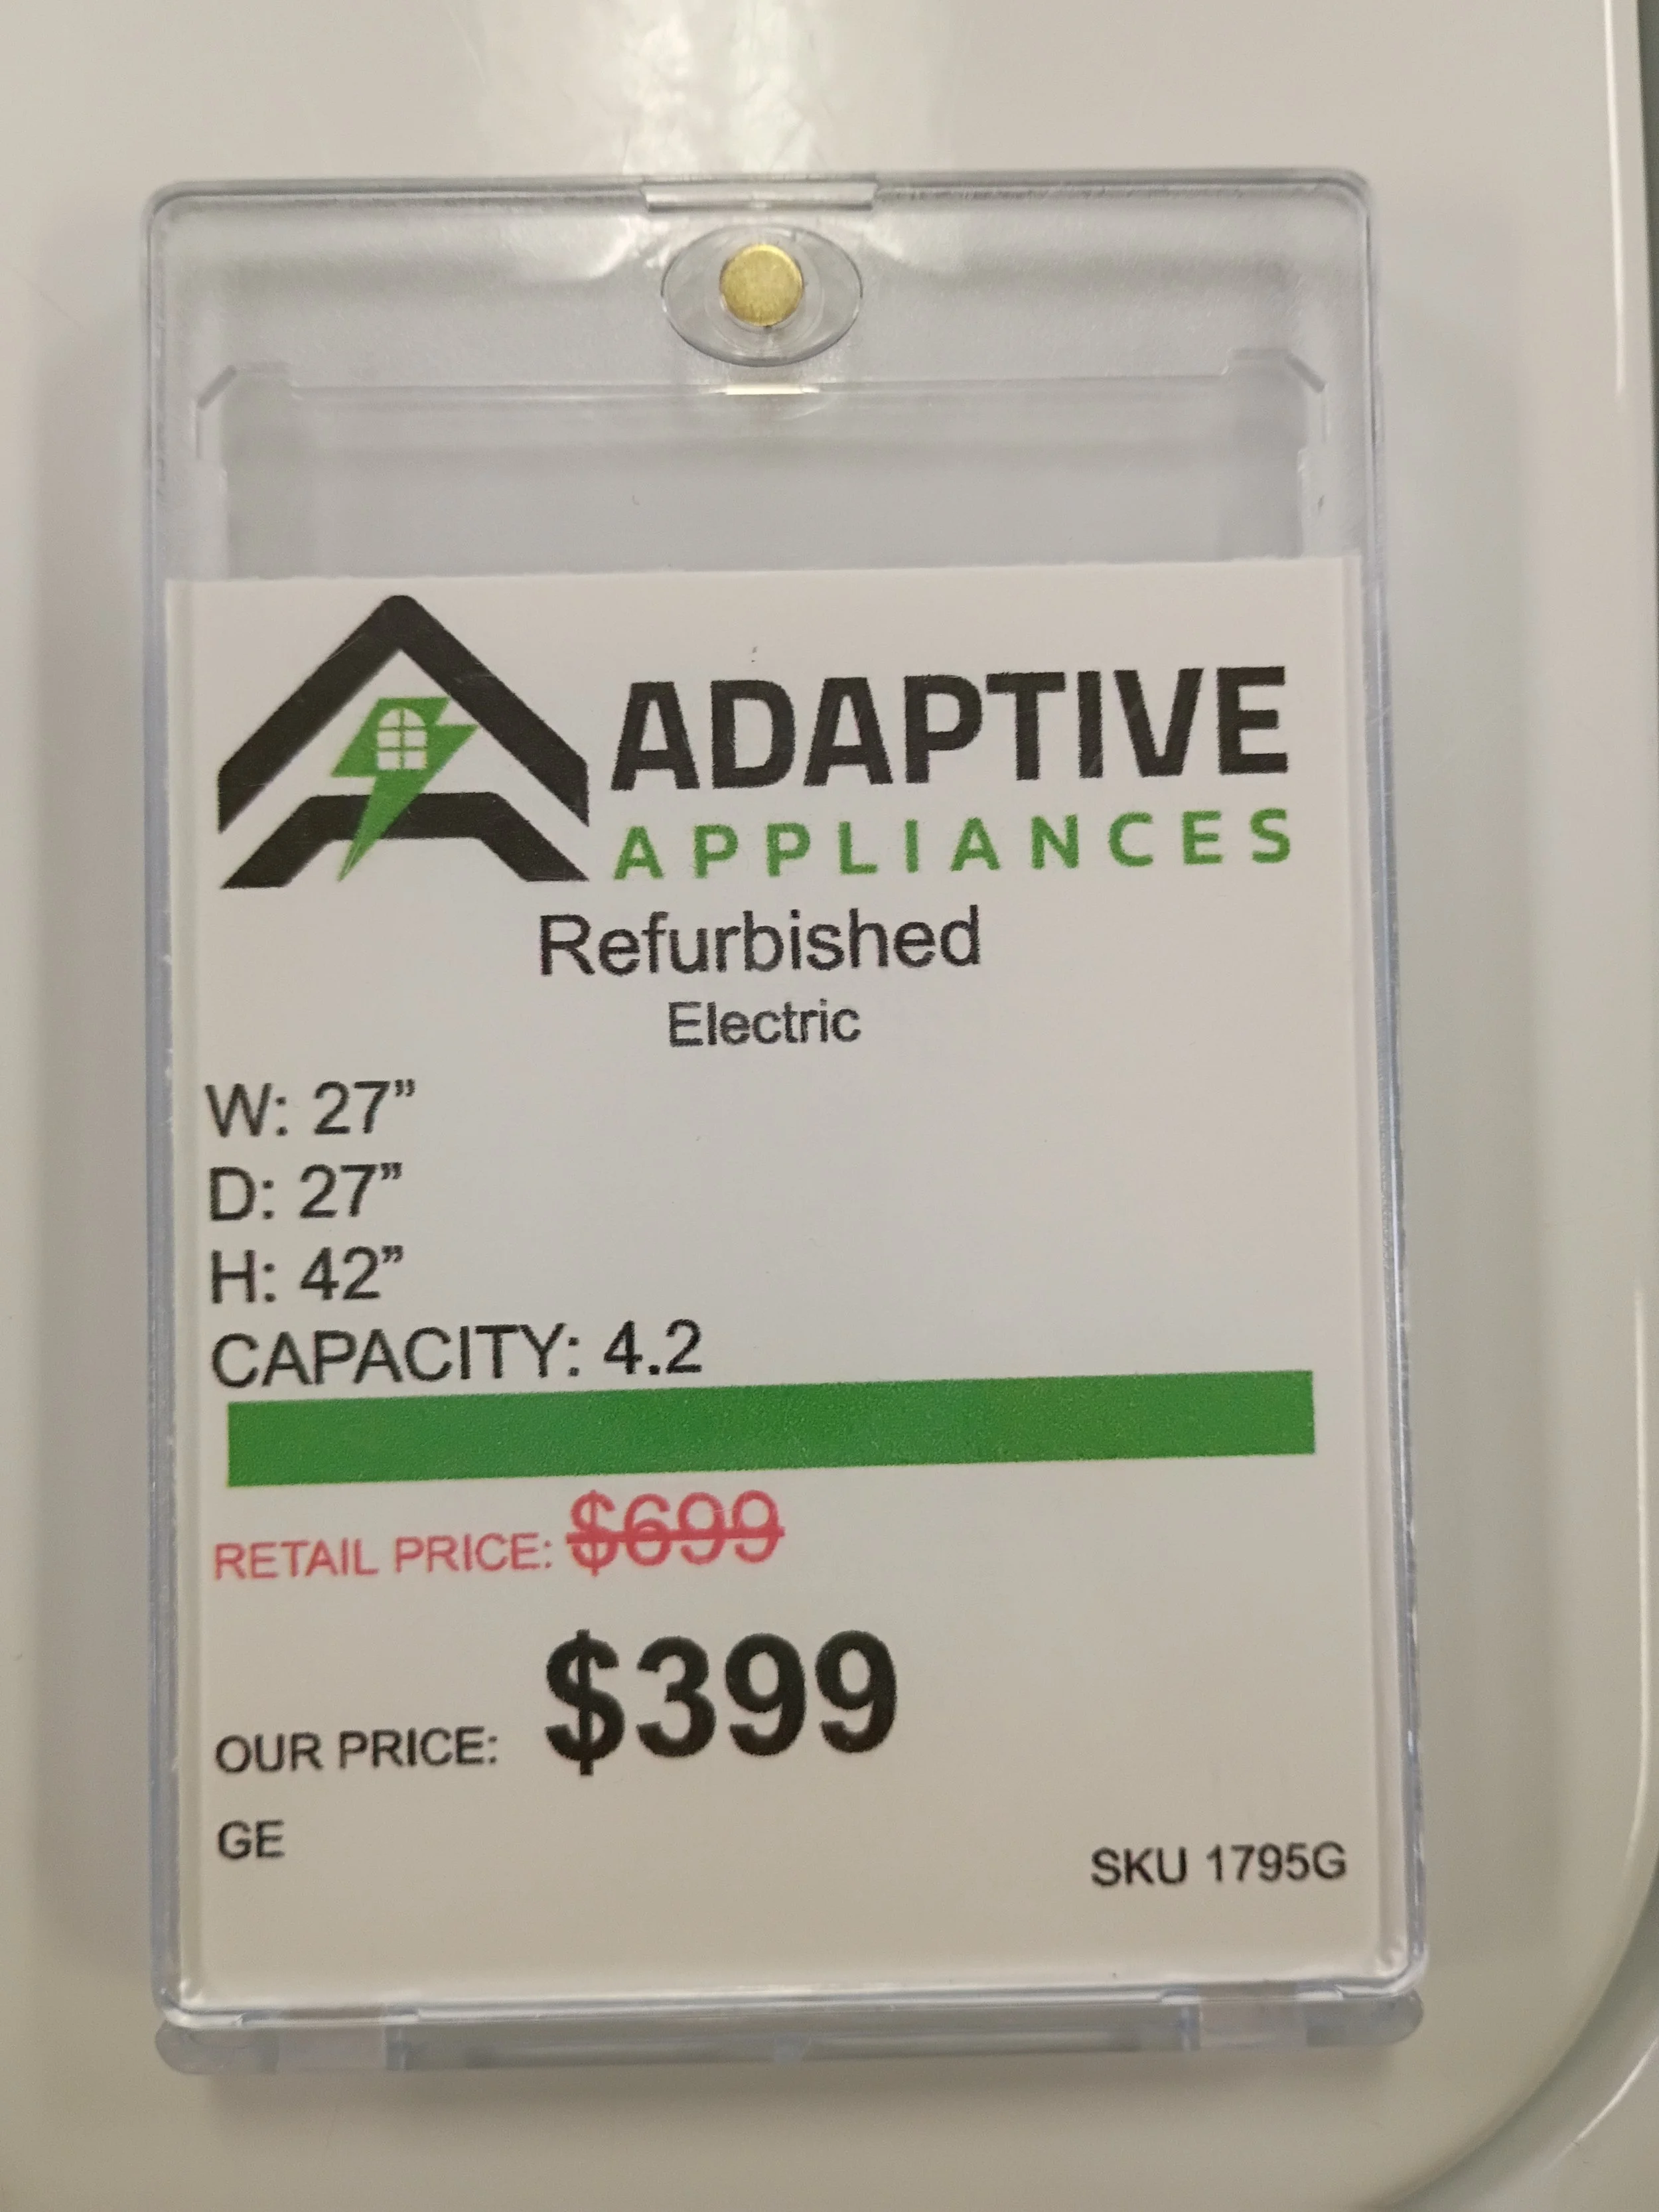 ADAPTIVE
APPLIANCES
Refurbished
Electric
W: 27”
D: 27”
H: 42”
CAPACITY: 4.2
RETAIL PRICE: $699
OUR PRICE: $399
GE
SKU 1795G